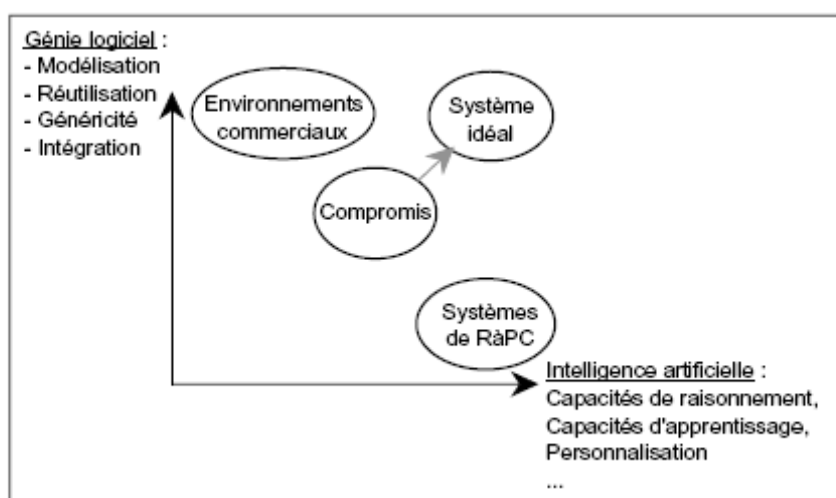 Génie logiciel :
- Modélisation
- Réutilisation
- Généricité
- Intégration
Environnements
commerciaux
Système
idéal
Compromis
Systèmes
de RàPC
Intelligence artificielle :
Capacités de raisonnement,
Capacités d'apprentissage,
Personnalisation
...